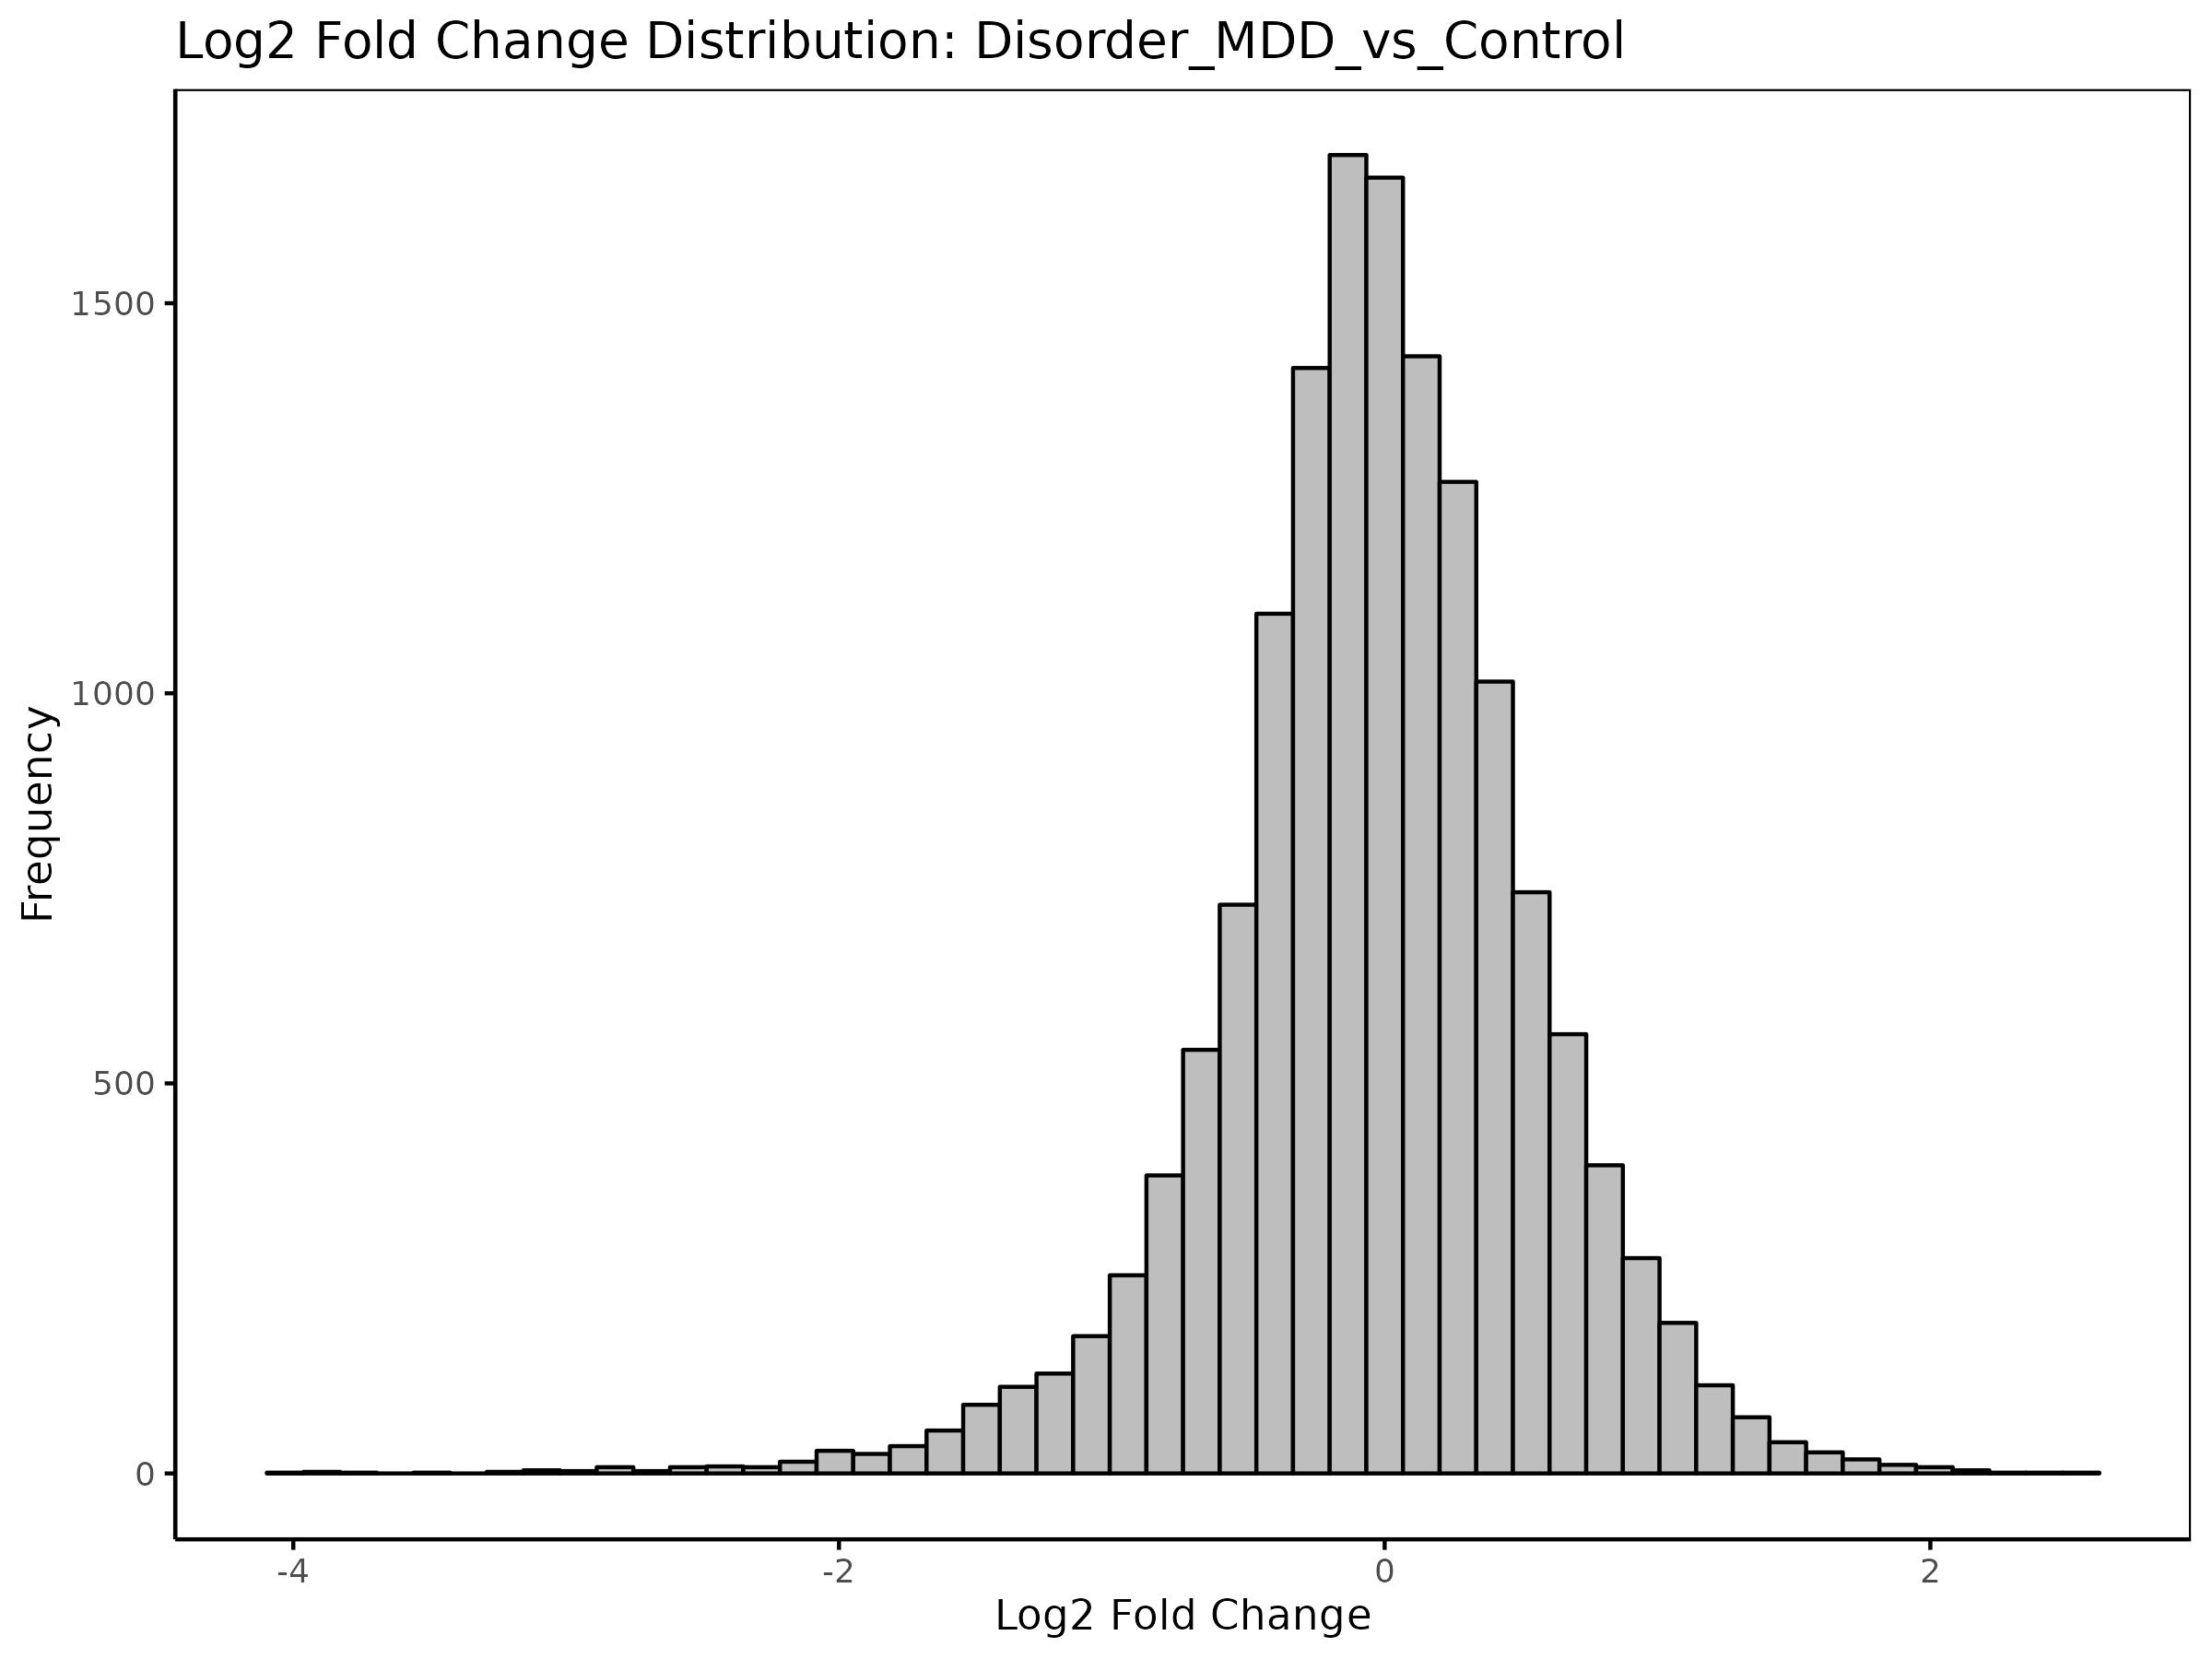 Log2 Fold Change Distribution: Disorder_MDD_vs_Control
Frequency
1500
1000
500
0
-4
-2
0
2
Log2 Fold Change